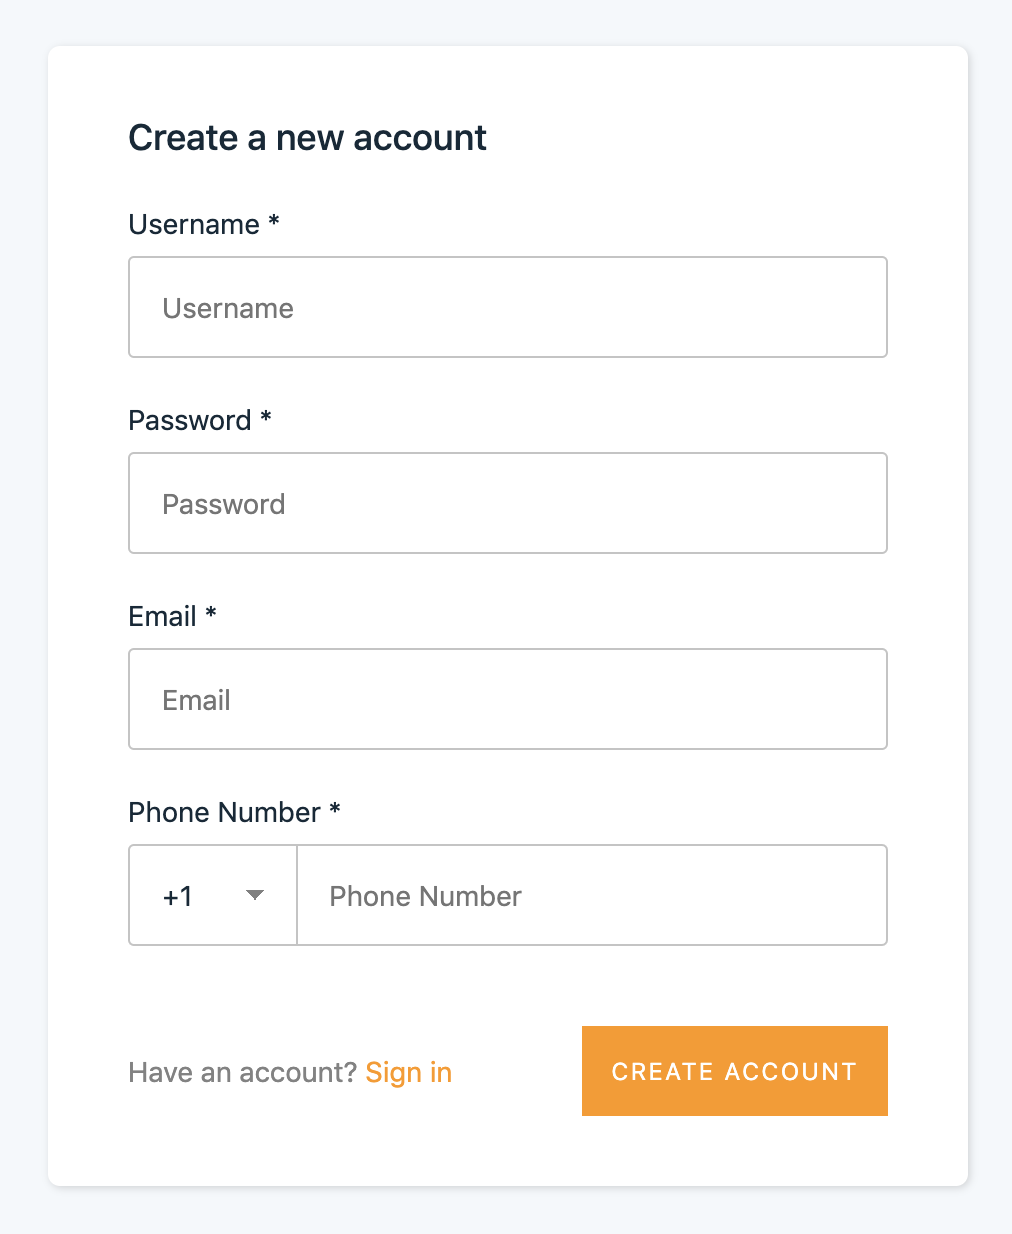 Create a new account
Username *
Username
Password *
Password
Email *
Email
Phone Number *
+1 Phone Number
Have an account? Sign in CREATE ACCOUNT